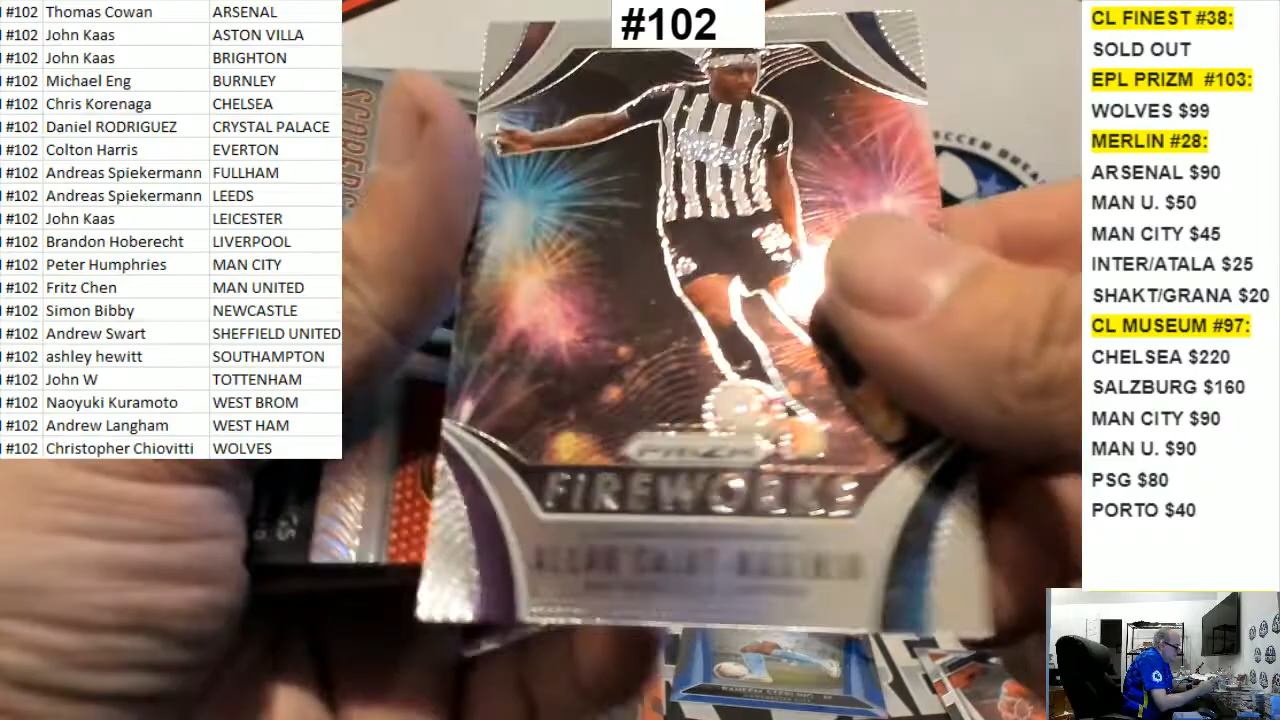 #102 Thomas Cowan ARSENAL
#102 John Kaas ASTON VILLA
#102 John Kaas BRIGHTON
#102 Michael Eng BURNLEY
#102 Chris Korenaga CHELSEA
#102 Daniel RODRIGUEZ CRYSTAL PALACE
#102 Colton Harris EVERTON
#102 Andreas Spiekermann FULLHAM
#102 Andreas Spiekermann LEEDS
#102 John Kaas LEICESTER
#102 Brandon Hoberecht LIVERPOOL
#102 Peter Humphries MAN CITY
#102 Fritz Chen MAN UNITED
#102 Simon Bibby NEWCASTLE
#102 Andrew Swart SHEFFIELD UNITED
#102 ashley hewitt SOUTHAMPTON
#102 John W TOTTENHAM
#102 Naoyuki Kuramoto WEST BROM
#102 Andrew Langham WEST HAM
#102 Christopher Chiovitti WOLVES
#102
SOCCER
PRIZM
FIREWORKS
RAHEEM STERLING
CL FINEST #38:
SOLD OUT
EPL PRIZM #103:
WOLVES $99
MERLIN #28:
ARSENAL $90
MAN U. $50
MAN CITY $45
INTER/ATALA $25
SHAKT/GRANA $20
CL MUSEUM #97:
CHELSEA $220
SALZBURG $160
MAN CITY $90
MAN U. $90
PSG $80
PORTO $40